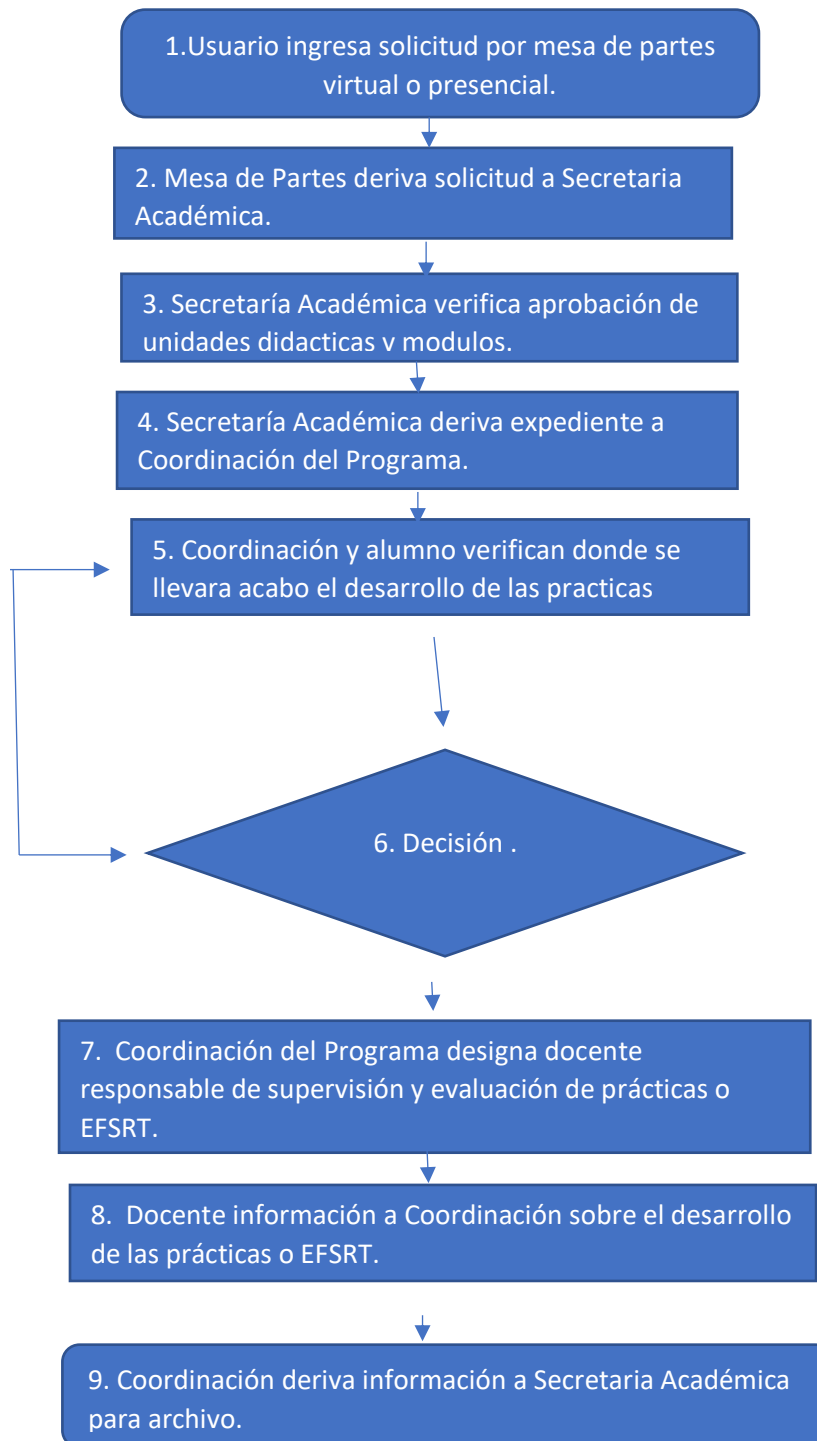 1.Usuario ingresa solicitud por mesa de partes
virtual o presencial.
2. Mesa de Partes deriva solicitud a Secretaria
Académica.
3. Secretaría Académica verifica aprobación de
unidades didacticas y modulos.
4. Secretaría Académica deriva expediente a
Coordinación del Programa.
5. Coordinación y alumno verifican donde se
llevara acabo el desarrollo de las practicas
6. Decisión .
7. Coordinación del Programa designa docente
responsable de supervisión y evaluación de prácticas o
EFSRT.
8. Docente información a Coordinación sobre el desarrollo
de las prácticas o EFSRT.
9. Coordinación deriva información a Secretaria Académica
para archivo.